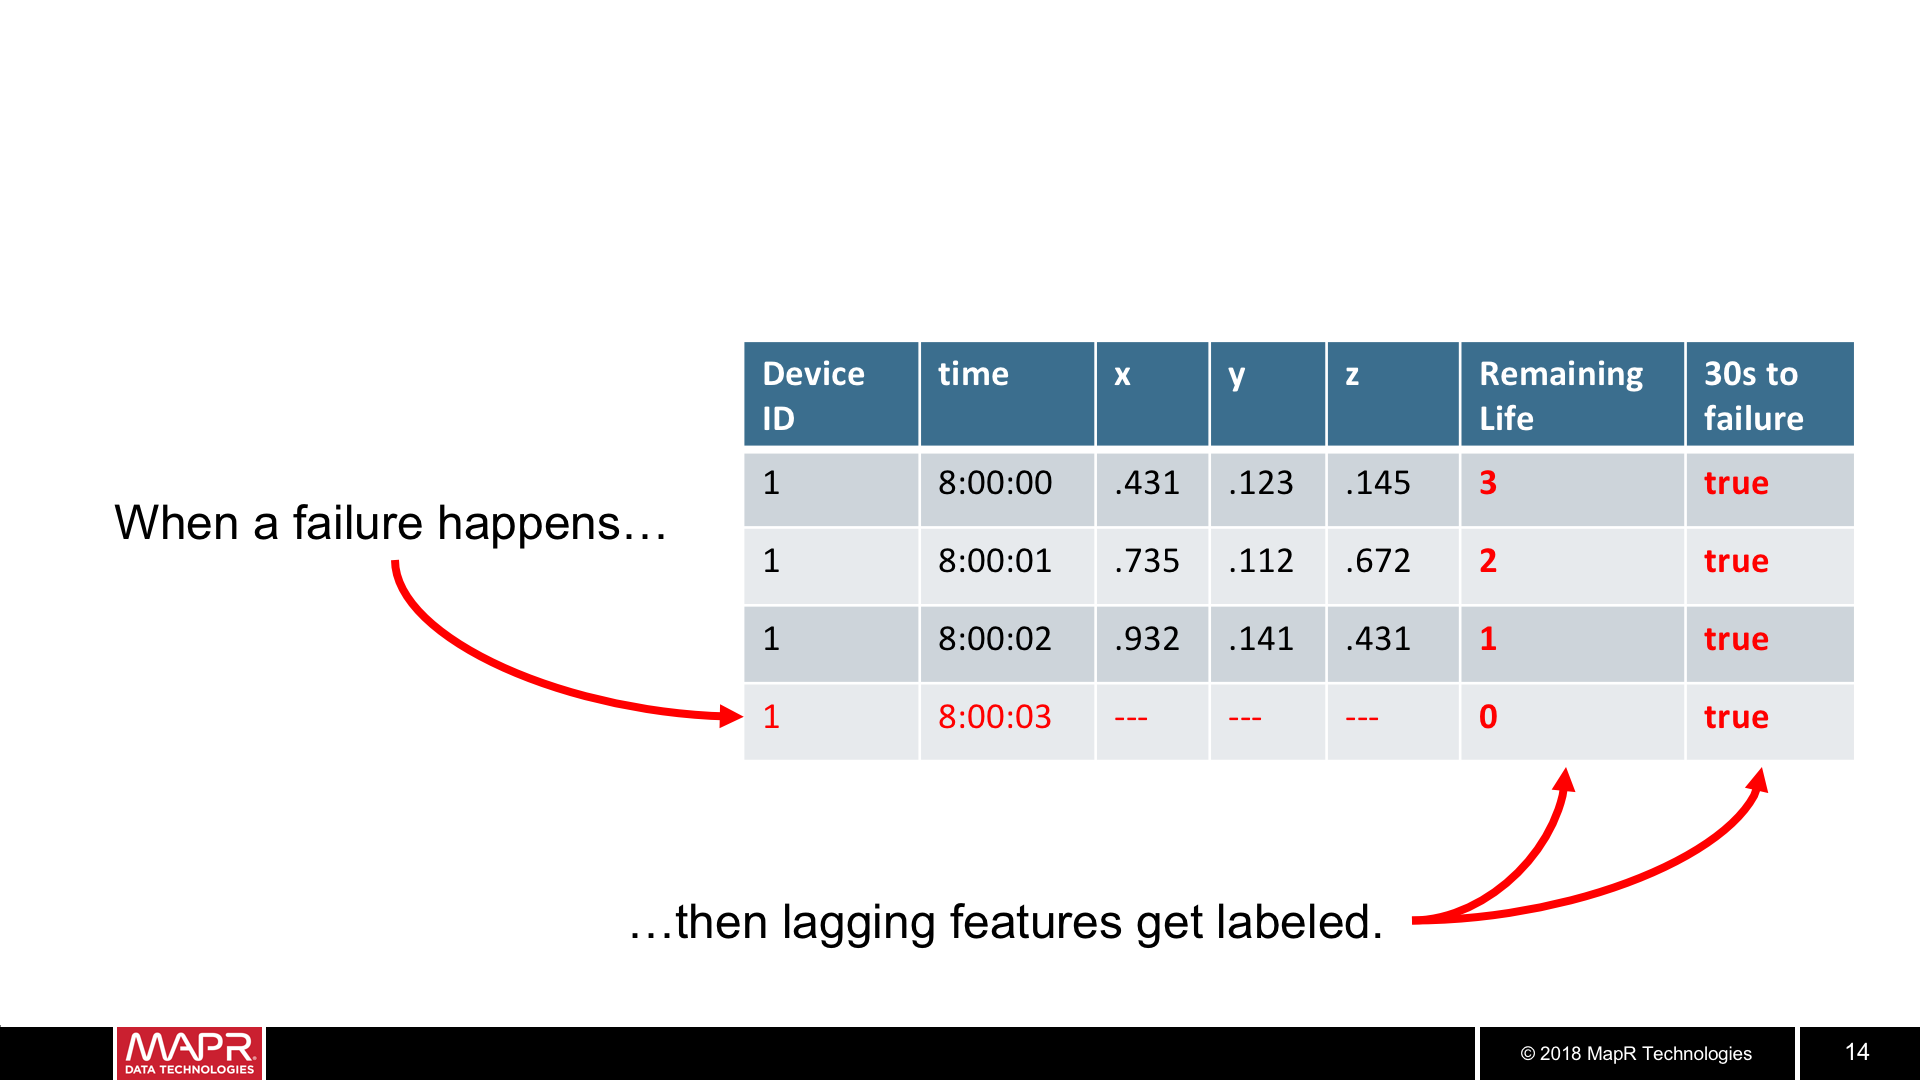 Device ID time x y z Remaining Life 30s to failure
1 8:00:00 .431 .123 .145 3 true
When a failure happens…
1 8:00:01 .735 .112 .672 2 true
1 8:00:02 .932 .141 .431 1 true
1 8:00:03 --- --- --- 0 true
…then lagging features get labeled.
MAPR
DATA TECHNOLOGIES
© 2018 MapR Technologies
14